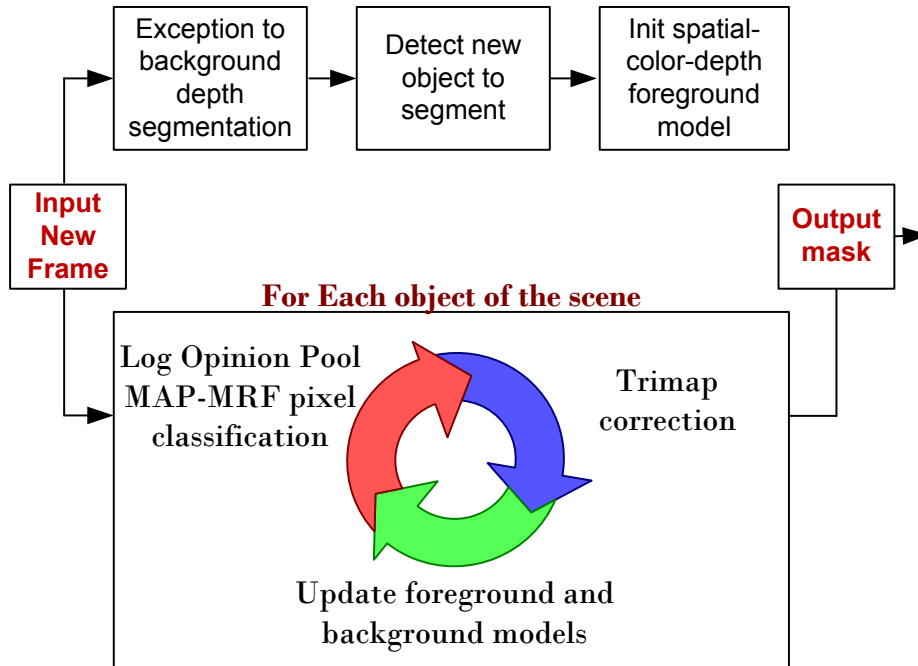 Exception to
background
depth
segmentation
Detect new
object to
segment
Init spatial-
color-depth
foreground
model
Input
New
Frame
Output
mask
For Each object of the scene
Log Opinion Pool
MAP-MRF pixel
classification
Trimap
correction
Update foreground and
background models